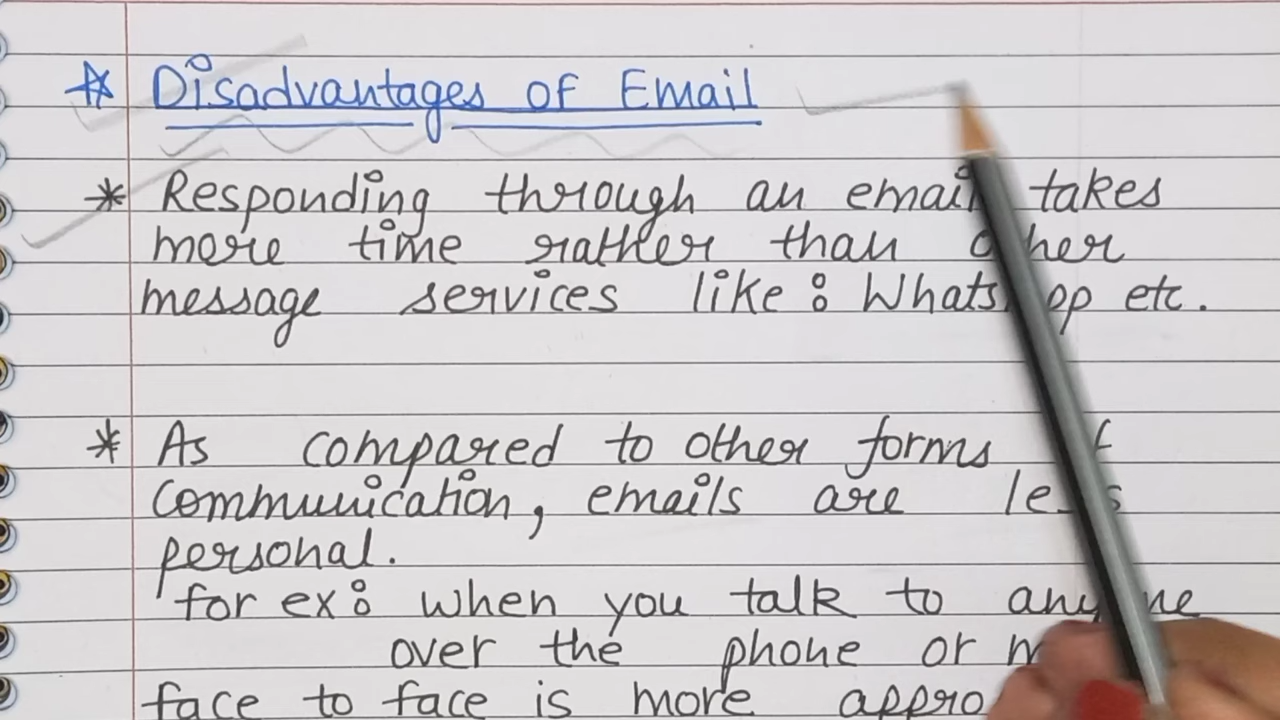 Disadvantages of Email
* Responding through an email takes
more time rather than other
message services like : WhatsApp etc.
* As compared to other forms of
communication, emails are less
personal.
for ex : when you talk to anyone
over the phone or
face to face is more